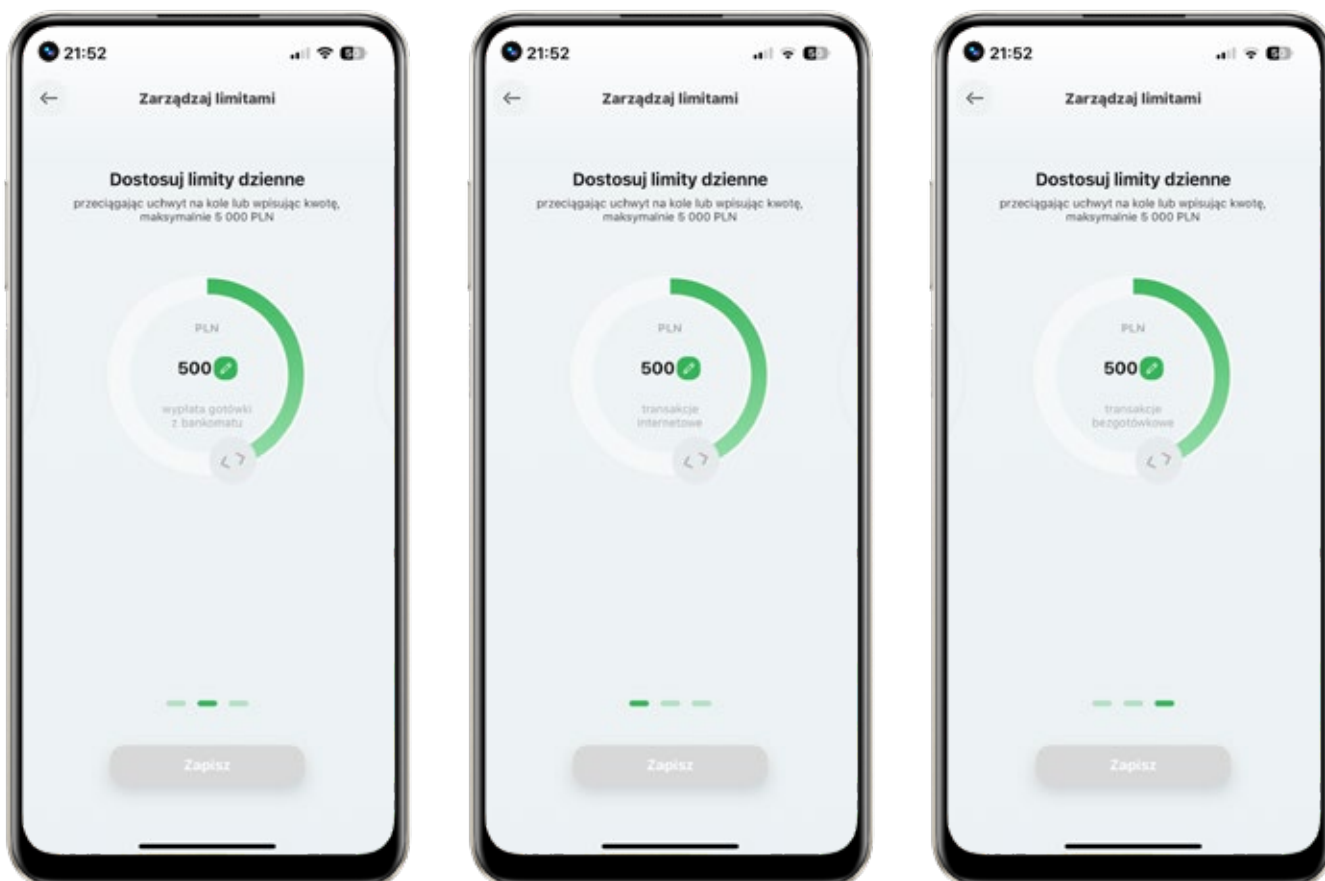 21:52
Zarządzaj limitami
Dostosuj limity dzienne
przeciągając uchwyt na kole lub wpisując kwotę,
maksymalnie 5 000 PLN
PLN
500
wypłata gotówki
z bankomatu
Zapisz
21:52
Zarządzaj limitami
Dostosuj limity dzienne
przeciągając uchwyt na kole lub wpisując kwotę,
maksymalnie 5 000 PLN
PLN
500
transakcje
internetowe
Zapisz
21:52
Zarządzaj limitami
Dostosuj limity dzienne
przeciągając uchwyt na kole lub wpisując kwotę,
maksymalnie 5 000 PLN
PLN
500
transakcje
bezgotówkowe
Zapisz